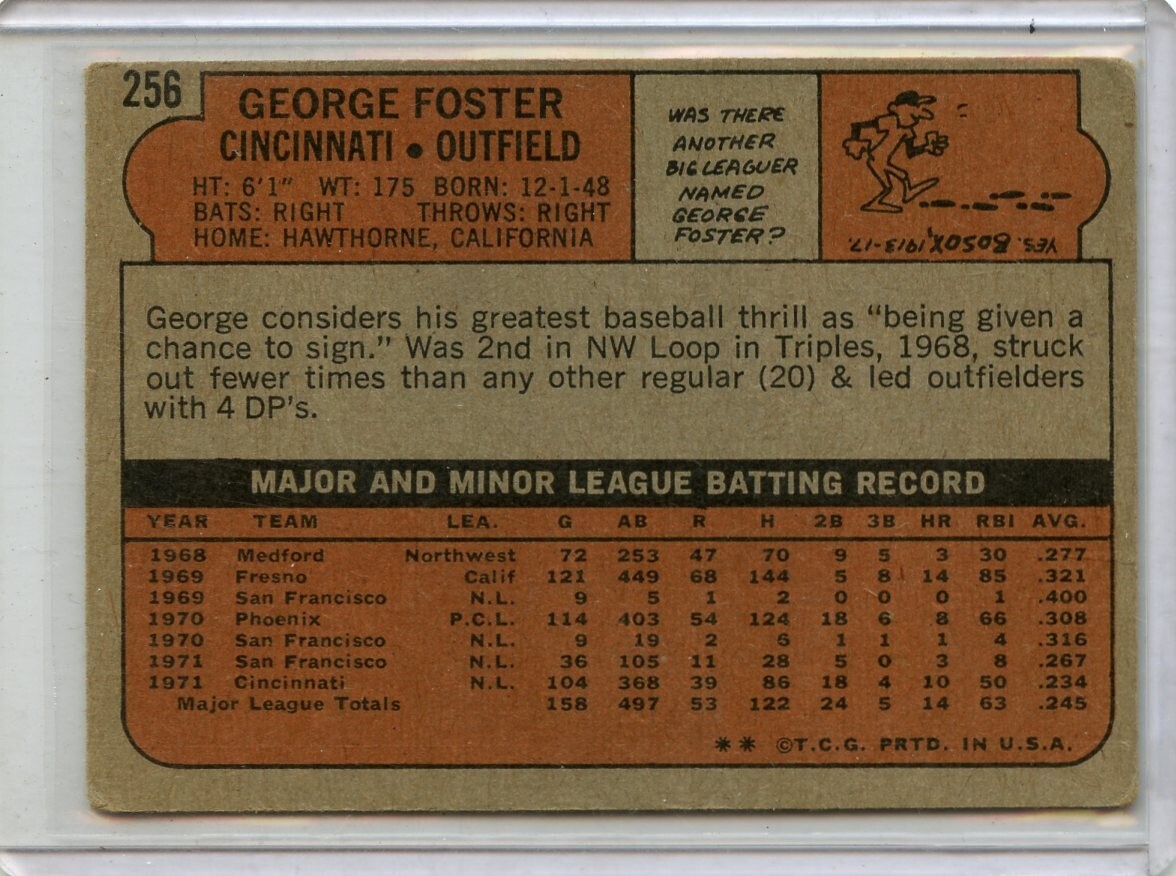 256
GEORGE FOSTER
CINCINNATI • OUTFIELD
HT: 6'1" WT: 175 BORN: 12-1-48
BATS: RIGHT THROWS: RIGHT
HOME: HAWTHORNE, CALIFORNIA
WAS THERE
ANOTHER
BIG LEAGUER
NAMED
GEORGE
FOSTER?
YES. BOSOX, 1913-17.
George considers his greatest baseball thrill as “being given a
chance to sign.” Was 2nd in NW Loop in Triples, 1968, struck
out fewer times than any other regular (20) & led outfielders
with 4 DP's.
MAJOR AND MINOR LEAGUE BATTING RECORD
YEAR TEAM LEA. G AB R H 2B 3B HR RBI AVG.
1968 Medford Northwest 72 253 47 70 9 5 3 30 .277
1969 Fresno Calif 121 449 68 144 5 8 14 85 .321
1969 San Francisco N.L. 9 5 1 2 0 0 0 1 .400
1970 Phoenix P.C.L. 114 403 54 124 18 6 8 66 .308
1970 San Francisco N.L. 9 19 2 6 1 1 1 4 .316
1971 San Francisco N.L. 36 105 11 28 5 0 3 8 .267
1971 Cincinnati N.L. 104 368 39 86 18 4 10 50 .234
Major League Totals 158 497 53 122 24 5 14 63 .245
** ©T.C.G. PRTD. IN U.S.A.